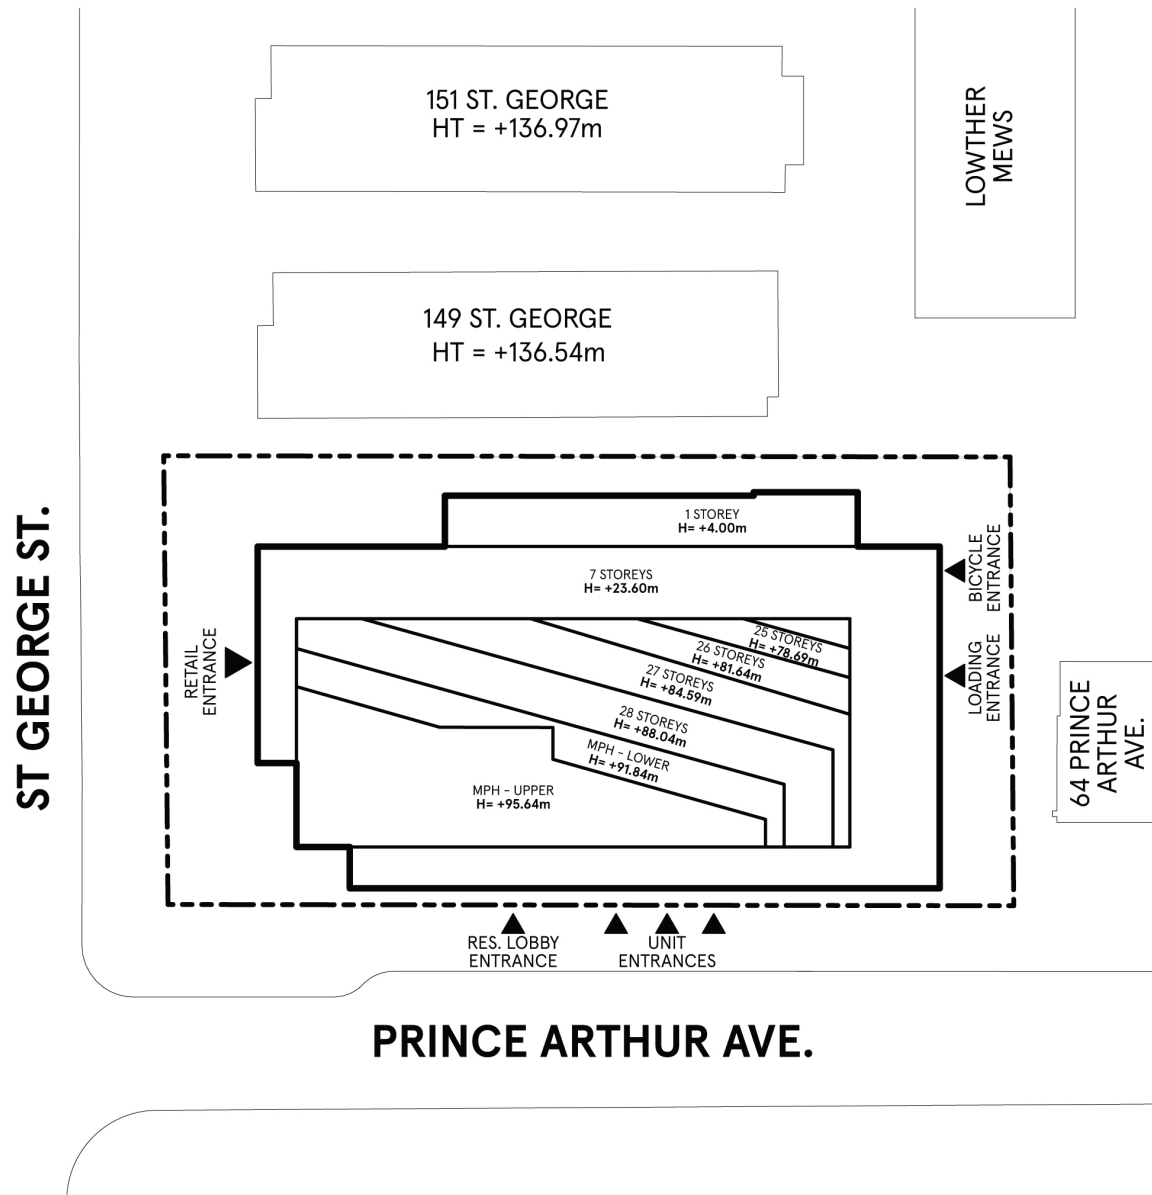 151 ST. GEORGE
HT = +136.97m
LOWTHER
MEWS
149 ST. GEORGE
HT = +136.54m
1 STOREY
H= +4.00m
7 STOREYS
H= +23.60m
BICYCLE
ENTRANCE
ST GEORGE ST.
RETAIL
ENTRANCE
25 STOREYS
H= +78.69m
26 STOREYS
H= +81.64m
27 STOREYS
H= +84.59m
28 STOREYS
H= +88.04m
MPH - LOWER
H= +91.84m
MPH - UPPER
H= +95.64m
LOADING
ENTRANCE
64 PRINCE
ARTHUR
AVE.
RES. LOBBY
ENTRANCE
UNIT
ENTRANCES
PRINCE ARTHUR AVE.